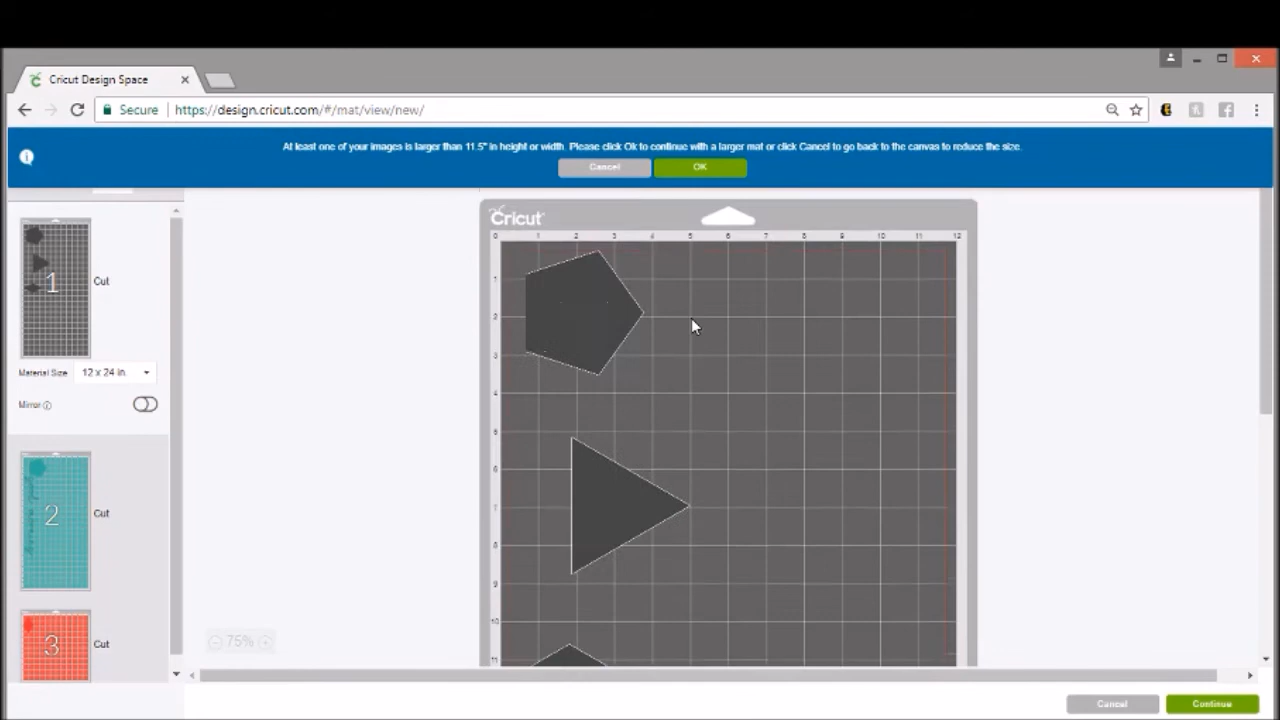 Cricut Design Space
Secure
https://design.cricut.com/#/mat/view/new/
At least one of your images is larger than 11.5" in height or width. Please click Ok to continue with a larger mat or click Cancel to go back to the canvas to reduce the size.
Cancel OK
Cricut
0 1 2 3 4 5 6 7 8 9 10 11 12
1
2
3
4
5
6
7
8
9
10
11
1 Cut
Material Size 12 x 24 in.
Mirror
2 Cut
3 Cut
75%
Cancel Continue